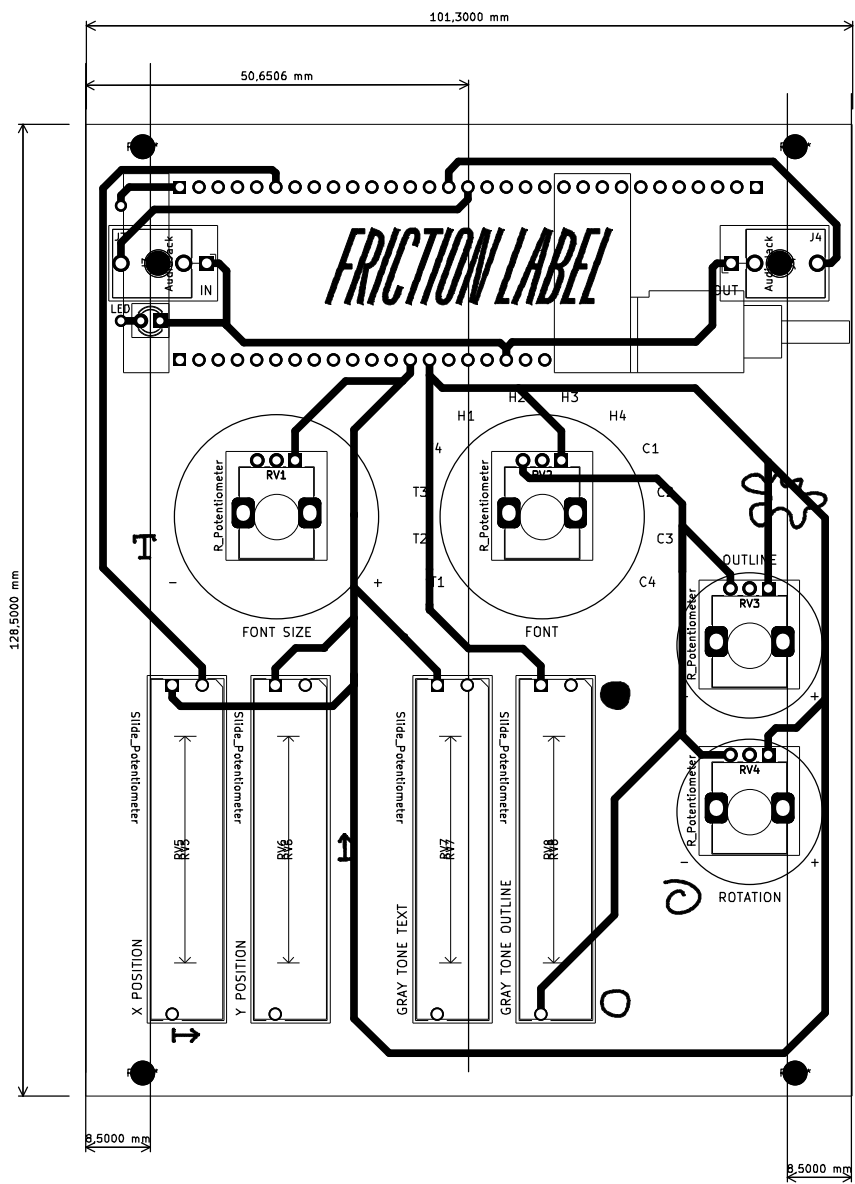 101,3000 mm
50,6506 mm
FRICTION LABEL
J4
AudioJack
AudioJack
IN
OUT
LED
H2
H3
H1
H4
4
C1
RV1
RV2
R_Potentiometer
R_Potentiometer
T3
T2
C3
OUTLINE
128,5000 mm
-
+
T1
C4
RV3
R_Potentiometer
FONT SIZE
FONT
+
Slide_Potentiometer
Slide_Potentiometer
Slide_Potentiometer
Slide_Potentiometer
RV4
R_Potentiometer
RV5
RV6
RV7
RV8
-
+
ROTATION
X POSITION
Y POSITION
GRAY TONE TEXT
GRAY TONE OUTLINE
8,5000 mm
8,5000 mm